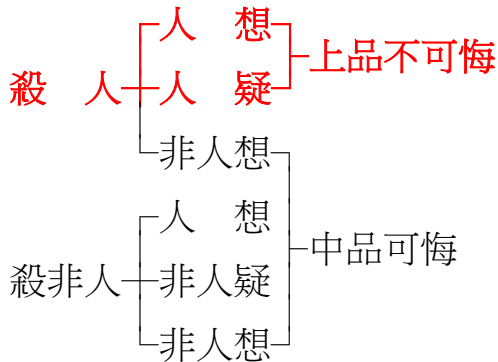 人　想
上品不可悔
殺　人
人　疑
非人想
人　想
中品可悔
殺非人
非人疑
非人想